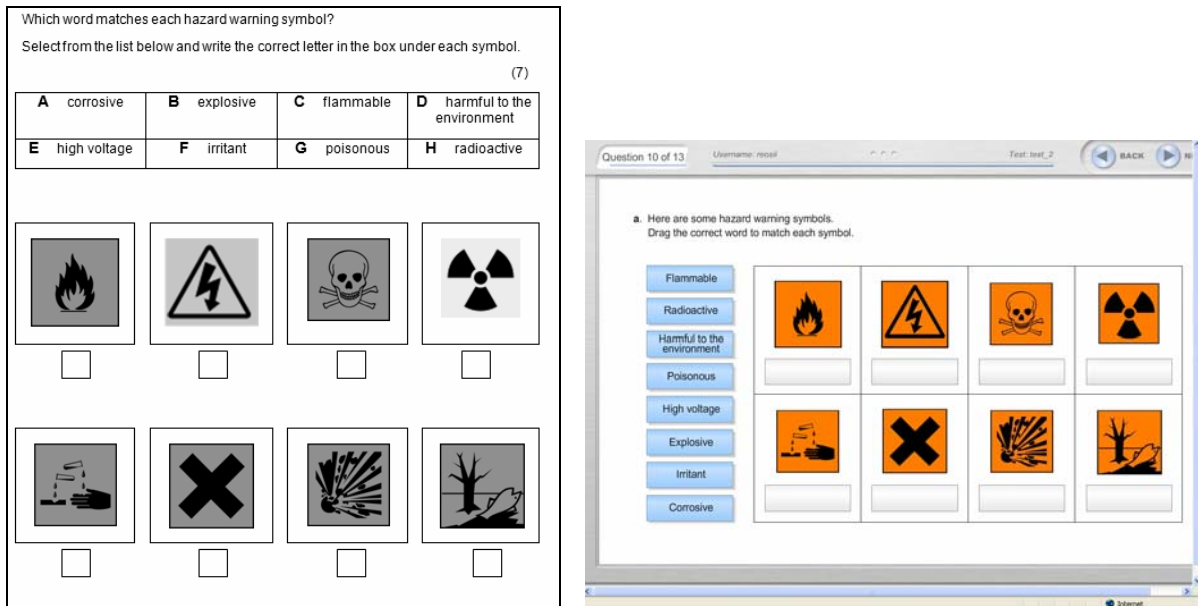 Which word matches each hazard warning symbol?
Select from the list below and write the correct letter in the box under each symbol.
(7)
A corrosive
B explosive
C flammable
D harmful to the
environment
E high voltage
F irritant
G poisonous
H radioactive
Question 10 of 13
Test: test_2
BACK
a. Here are some hazard warning symbols.
Drag the correct word to match each symbol.
Flammable
Radioactive
Harmful to the
environment
Poisonous
High voltage
Explosive
Irritant
Corrosive
Internet